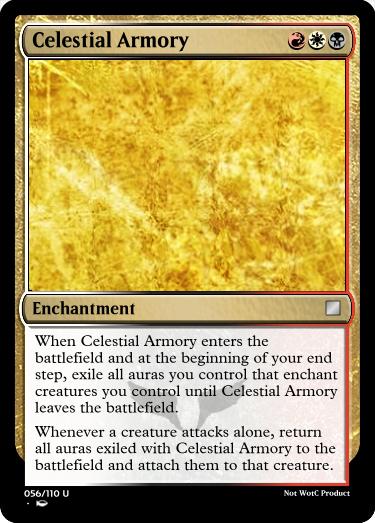 Celestial Armory
Enchantment
When Celestial Armory enters the
battlefield and at the beginning of your end
step, exile all auras you control that enchant
creatures you control until Celestial Armory
leaves the battlefield.
Whenever a creature attacks alone, return
all auras exiled with Celestial Armory to the
battlefield and attach them to that creature.
056/110 U
Not WotC Product